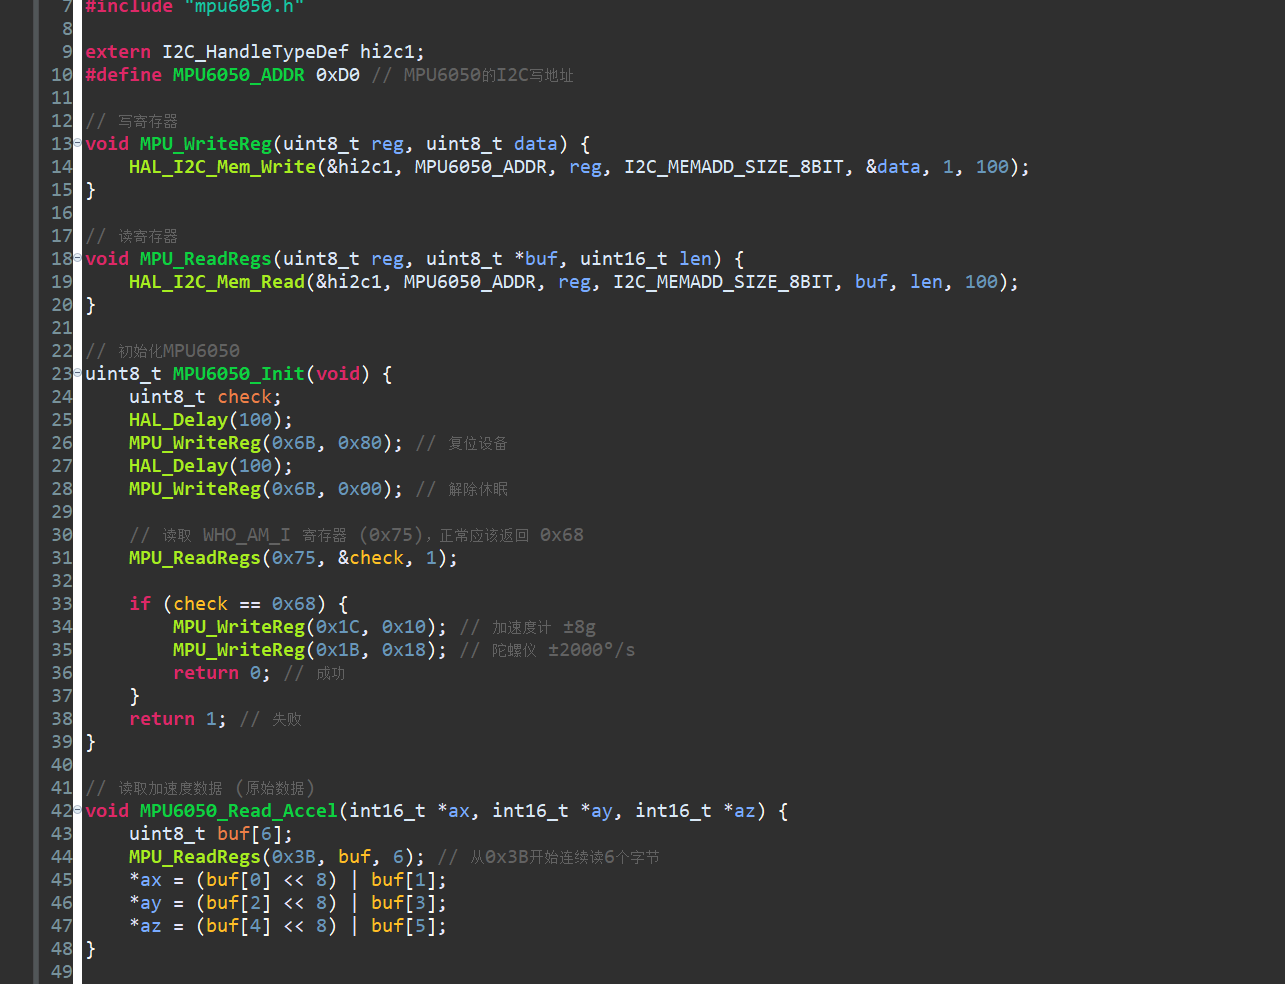 7 #include "mpu6050.h"
8
9 extern I2C_HandleTypeDef hi2c1;
10 #define MPU6050_ADDR 0xD0 // MPU6050的I2C写地址
11
12 // 写寄存器
13 void MPU_WriteReg(uint8_t reg, uint8_t data) {
14     HAL_I2C_Mem_Write(&hi2c1, MPU6050_ADDR, reg, I2C_MEMADD_SIZE_8BIT, &data, 1, 100);
15 }
16
17 // 读寄存器
18 void MPU_ReadRegs(uint8_t reg, uint8_t *buf, uint16_t len) {
19     HAL_I2C_Mem_Read(&hi2c1, MPU6050_ADDR, reg, I2C_MEMADD_SIZE_8BIT, buf, len, 100);
20 }
21
22 // 初始化MPU6050
23 uint8_t MPU6050_Init(void) {
24     uint8_t check;
25     HAL_Delay(100);
26     MPU_WriteReg(0x6B, 0x80); // 复位设备
27     HAL_Delay(100);
28     MPU_WriteReg(0x6B, 0x00); // 解除休眠
29
30     // 读取 WHO_AM_I 寄存器 (0x75)，正常应该返回 0x68
31     MPU_ReadRegs(0x75, &check, 1);
32
33     if (check == 0x68) {
34         MPU_WriteReg(0x1C, 0x10); // 加速度计 ±8g
35         MPU_WriteReg(0x1B, 0x18); // 陀螺仪 ±2000°/s
36         return 0; // 成功
37     }
38     return 1; // 失败
39 }
40
41 // 读取加速度数据 (原始数据)
42 void MPU6050_Read_Accel(int16_t *ax, int16_t *ay, int16_t *az) {
43     uint8_t buf[6];
44     MPU_ReadRegs(0x3B, buf, 6); // 从0x3B开始连续读6个字节
45     *ax = (buf[0] << 8) | buf[1];
46     *ay = (buf[2] << 8) | buf[3];
47     *az = (buf[4] << 8) | buf[5];
48 }
49